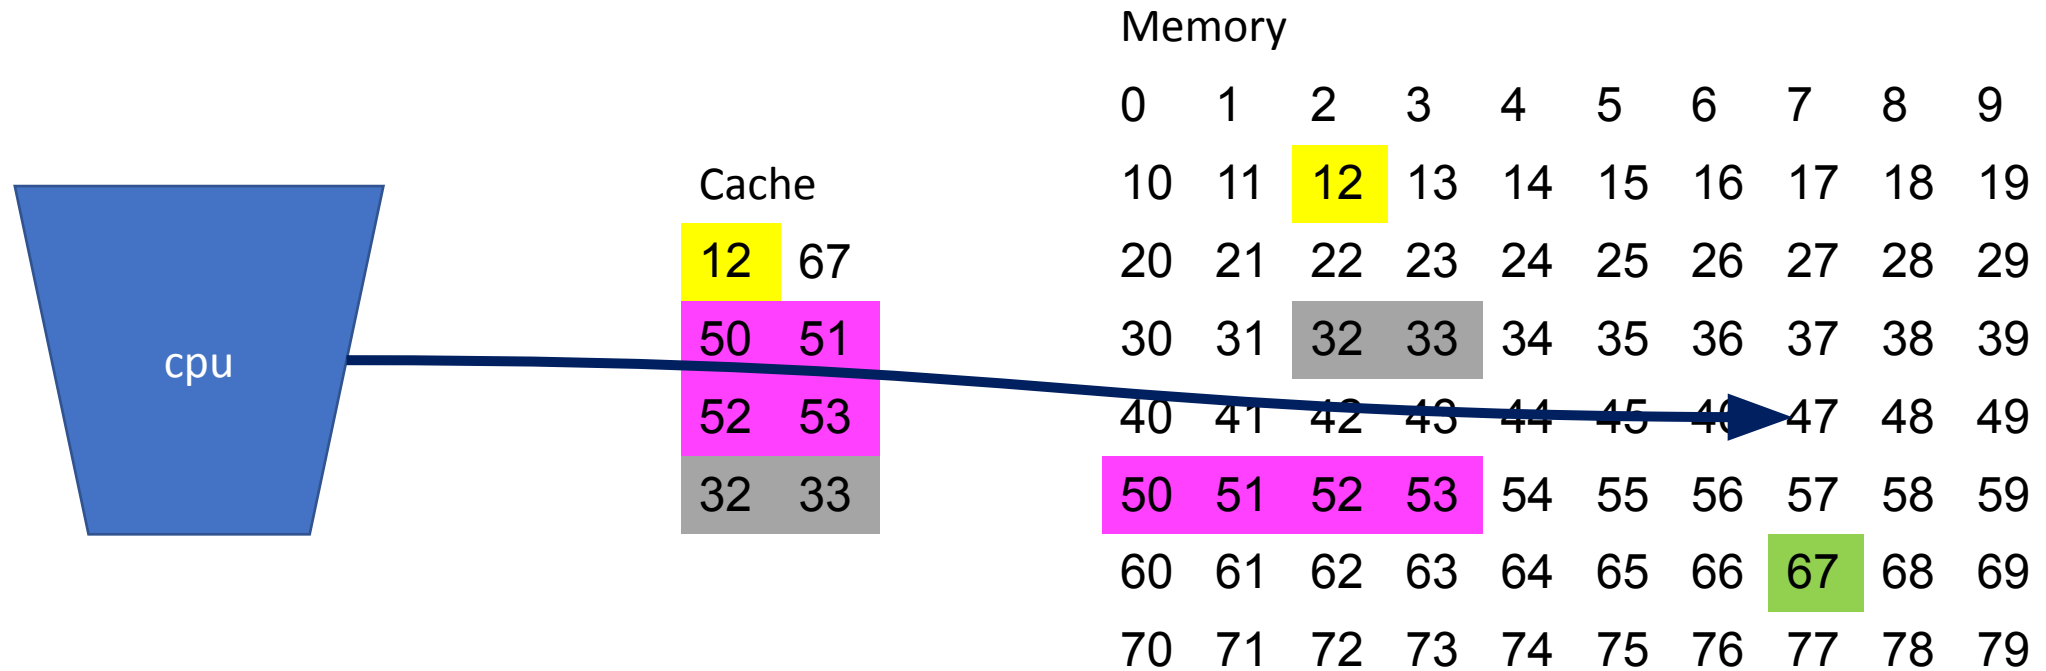 Memory
0 1 2 3 4 5 6 7 8 9
Cache
10 11 12 13 14 15 16 17 18 19
12 67
20 21 22 23 24 25 26 27 28 29
cpu
50 51
30 31 32 33 34 35 36 37 38 39
52 53
40 41 42 43 44 45 46 47 48 49
32 33
50 51 52 53 54 55 56 57 58 59
60 61 62 63 64 65 66 67 68 69
70 71 72 73 74 75 76 77 78 79